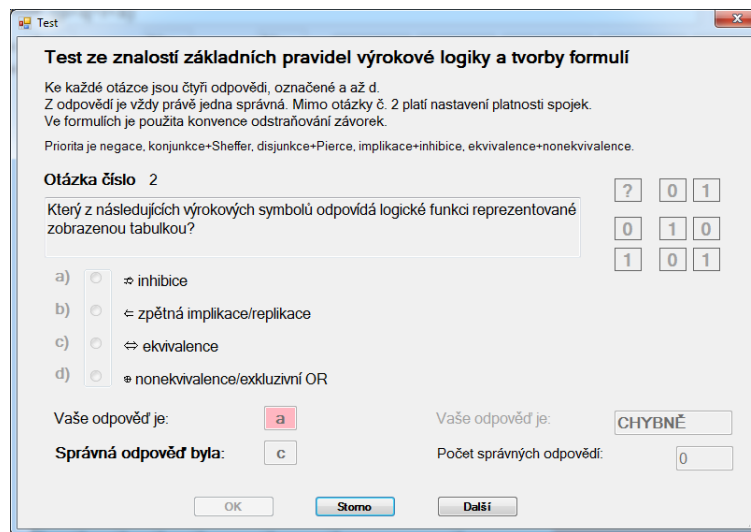 Test
Test ze znalostí základních pravidel výrokové logiky a tvorby formulí
Ke každé otázce jsou čtyři odpovědi, označené a až d.
Z odpovědí je vždy právě jedna správná. Mimo otázky č. 2 platí nastavení platnosti spojek.
Ve formulích je použita konvence odstraňování závorek.
Priorita je negace, konjunkce+Sheffer, disjunkce+Pierce, implikace+inhibice, ekvivalence+nonekvivalence.
Otázka číslo 2
Který z následujících výrokových symbolů odpovídá logické funkci reprezentované
zobrazenou tabulkou?
? 0 1
0 1 0
1 0 1
a) ⇏ inhibice
b) ⇐ zpětná implikace/replikace
c) ⇔ ekvivalence
d) ⊕ nonekvivalence/exkluzivní OR
Vaše odpověď je: a
Vaše odpověď je: CHYBNĚ
Správná odpověď byla: c
Počet správných odpovědí: 0
OK Storno Další